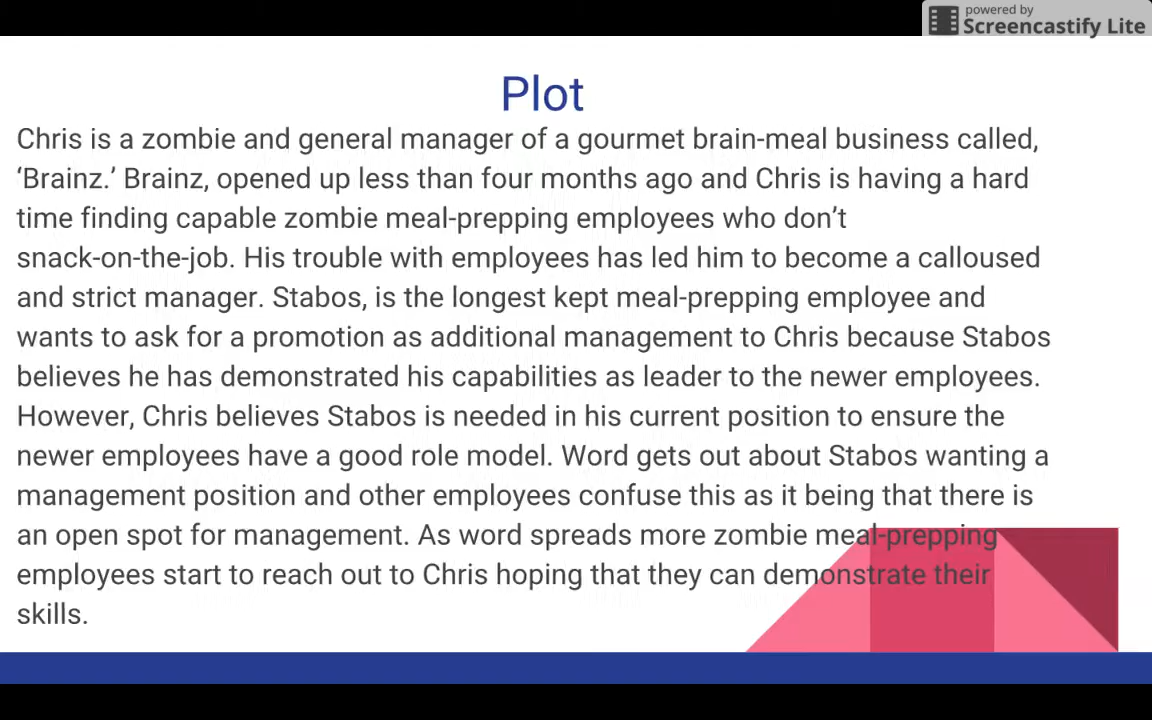 powered by
Screencastify Lite
Plot
Chris is a zombie and general manager of a gourmet brain-meal business called,
‘Brainz.’ Brainz, opened up less than four months ago and Chris is having a hard
time finding capable zombie meal-prepping employees who don’t
snack-on-the-job. His trouble with employees has led him to become a calloused
and strict manager. Stabos, is the longest kept meal-prepping employee and
wants to ask for a promotion as additional management to Chris because Stabos
believes he has demonstrated his capabilities as leader to the newer employees.
However, Chris believes Stabos is needed in his current position to ensure the
newer employees have a good role model. Word gets out about Stabos wanting a
management position and other employees confuse this as it being that there is
an open spot for management. As word spreads more zombie meal-prepping
employees start to reach out to Chris hoping that they can demonstrate their
skills.